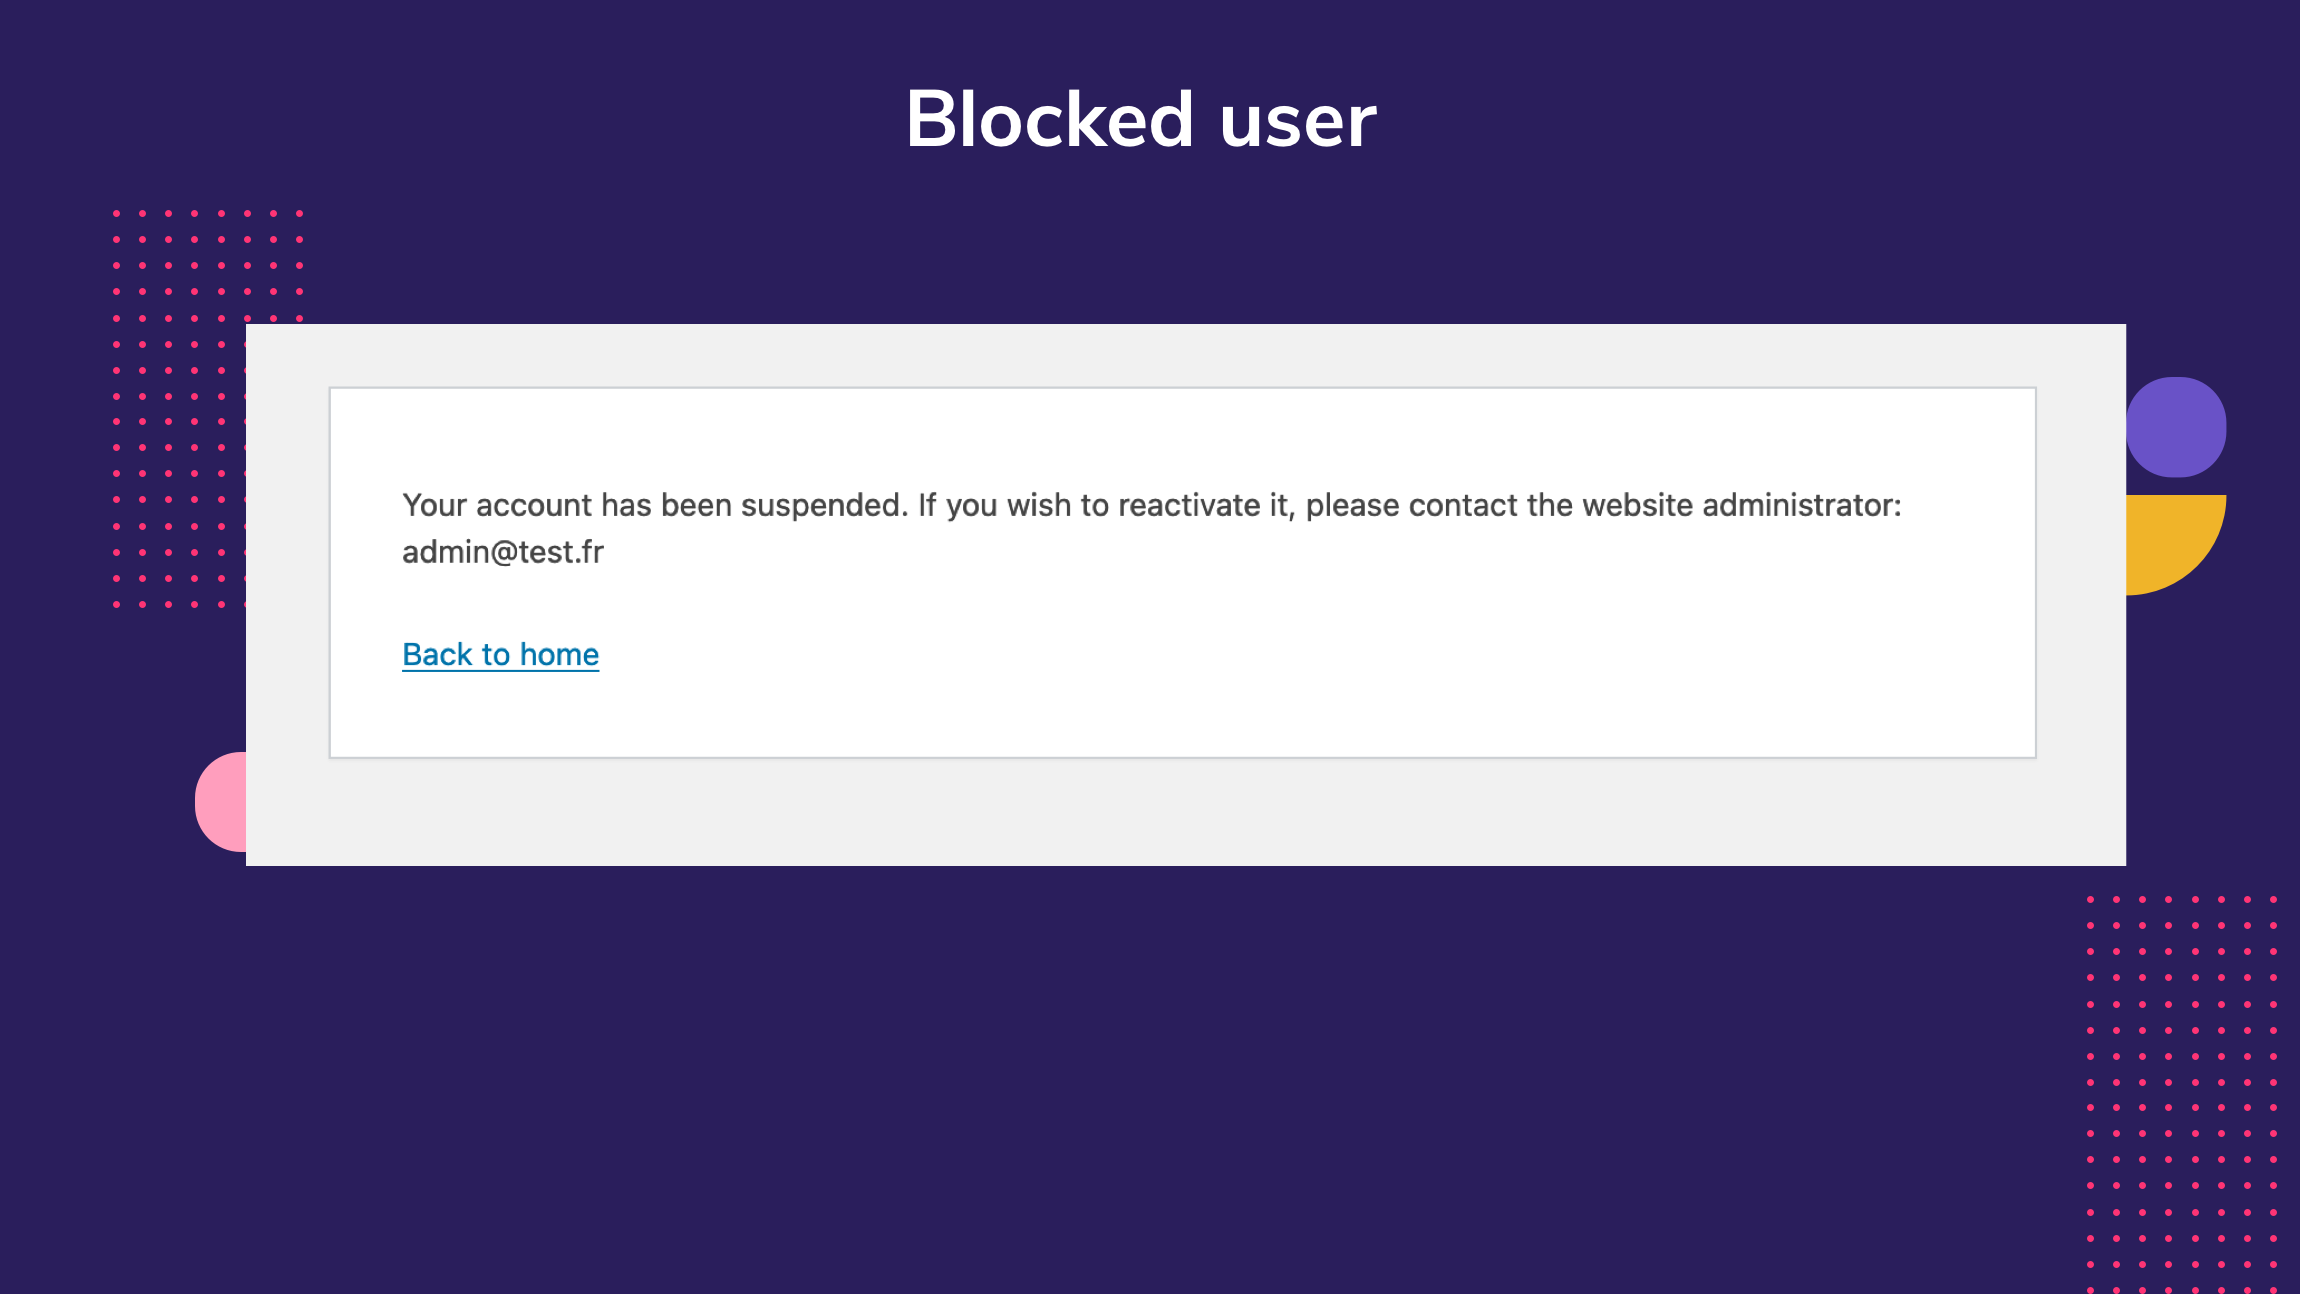 Blocked user
Your account has been suspended. If you wish to reactivate it, please contact the website administrator:
admin@test.fr
Back to home